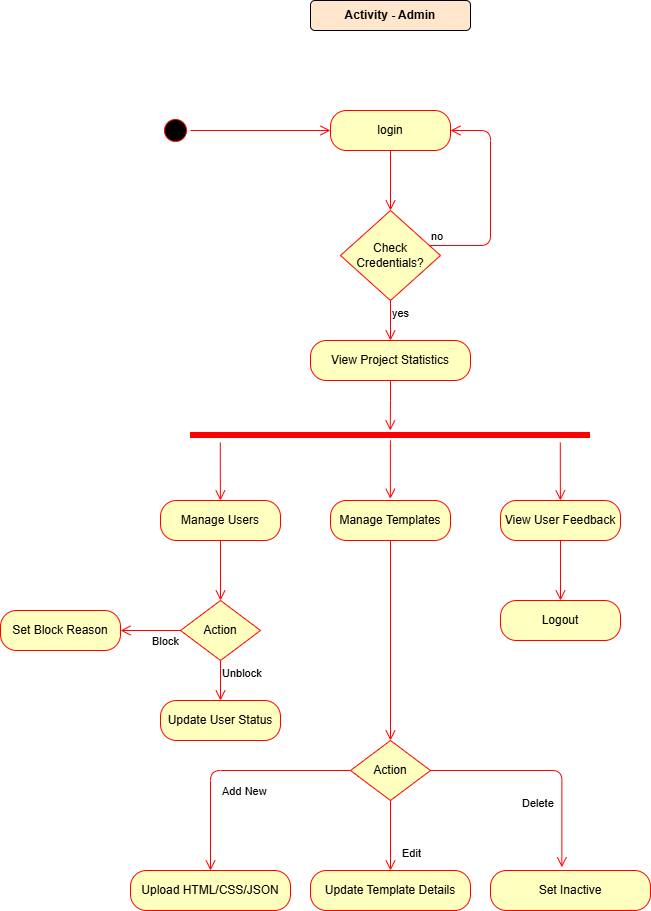 Activity - Admin
login
no
Check
Credentials?
yes
View Project Statistics
Manage Users
Manage Templates
View User Feedback
Set Block Reason
Block
Action
Logout
Unblock
Update User Status
Action
Add New
Delete
Edit
Upload HTML/CSS/JSON
Update Template Details
Set Inactive